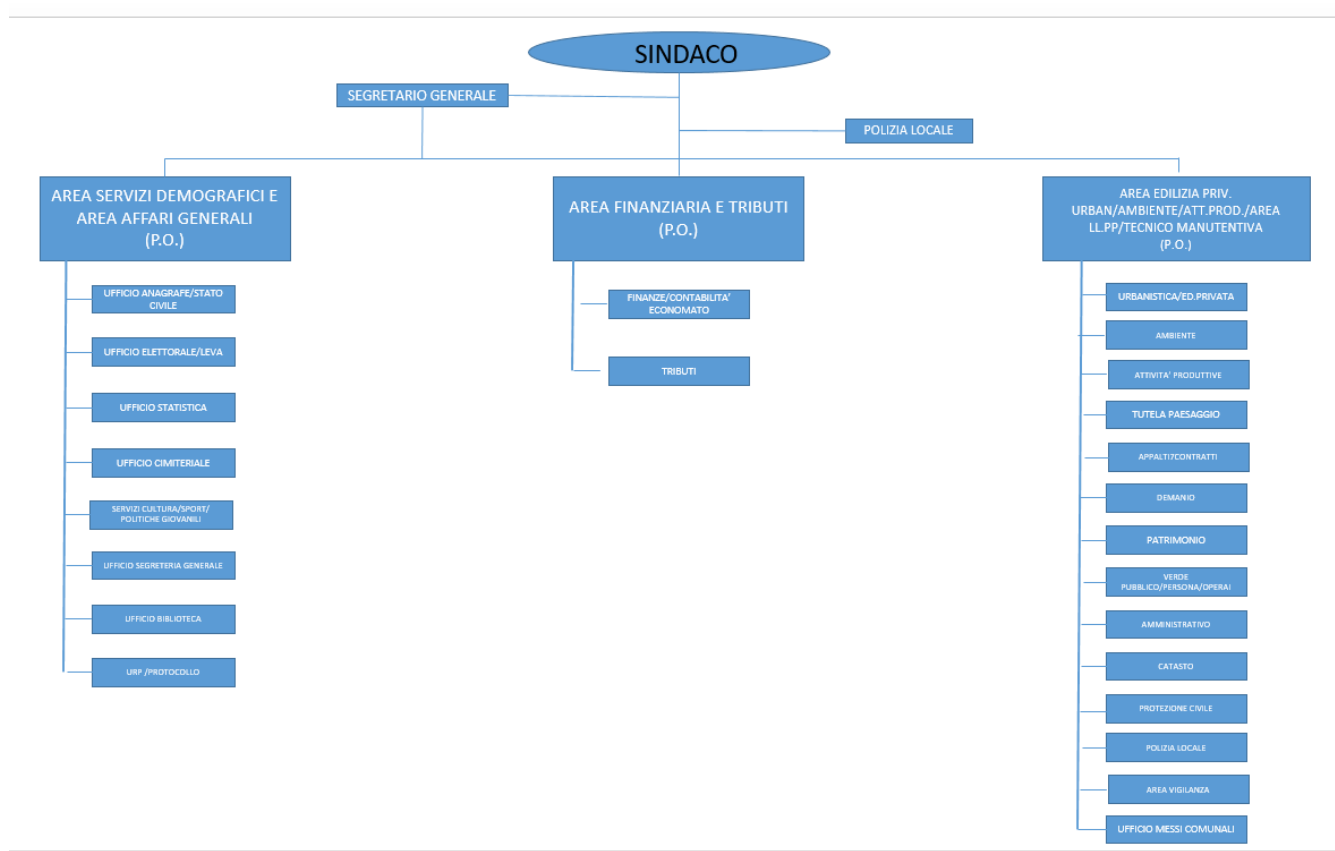 SINDACO
SEGRETARIO GENERALE
POLIZIA LOCALE
AREA SERVIZI DEMOGRAFICI E
AREA AFFARI GENERALI
(P.O.)
UFFICIO ANAGRAFE/STATO
CIVILE
UFFICIO ELETTORALE/LEVA
UFFICIO STATISTICA
UFFICIO CIMITERIALE
SERVIZI CULTURA/SPORT/
POLITICHE GIOVANILI
UFFICIO SEGRETERIA GENERALE
UFFICIO BIBLIOTECA
URP /PROTOCOLLO
AREA FINANZIARIA E TRIBUTI
(P.O.)
FINANZE/CONTABILITA'
ECONOMATO
TRIBUTI
AREA EDILIZIA PRIV.
URBAN/AMBIENTE/ATT.PROD./AREA
LL.PP/TECNICO MANUTENTIVA
(P.O.)
URBANISTICA/ED.PRIVATA
AMBIENTE
ATTIVITA' PRODUTTIVE
TUTELA PAESAGGIO
APPALTI7CONTRATTI
DEMANIO
PATRIMONIO
VERDE
PUBBLICO/PERSONA/OPERAI
AMMINISTRATIVO
CATASTO
PROTEZIONE CIVILE
POLIZIA LOCALE
AREA VIGILANZA
UFFICIO MESSI COMUNALI